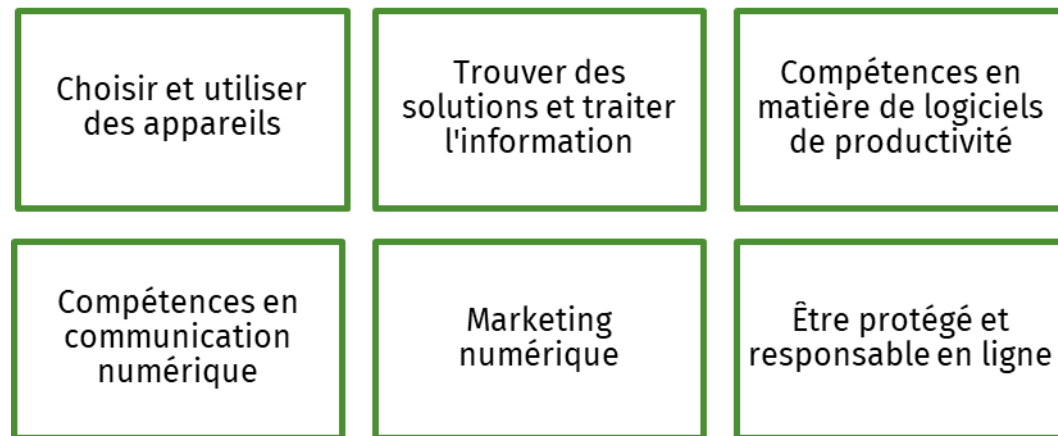 Choisir et utiliser
des appareils
Trouver des
solutions et traiter
l'information
Compétences en
matière de logiciels
de productivité
Compétences en
communication
numérique
Marketing
numérique
Être protégé et
responsable en ligne